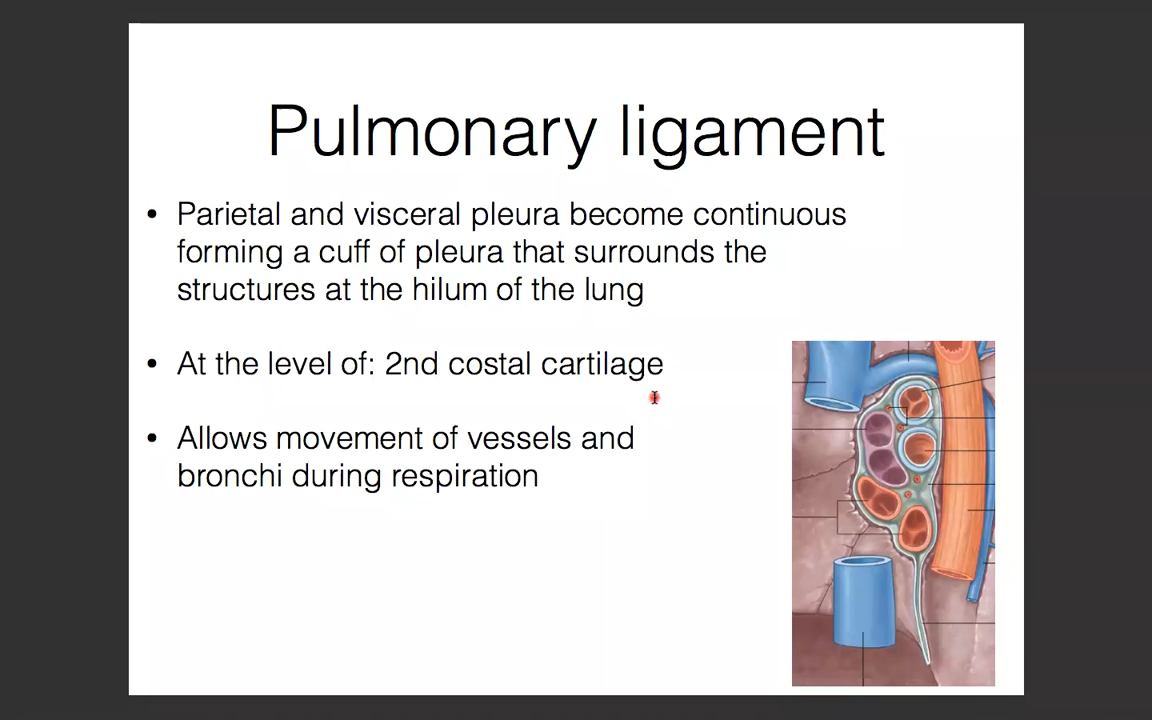 Pulmonary ligament
• Parietal and visceral pleura become continuous
forming a cuff of pleura that surrounds the
structures at the hilum of the lung
• At the level of: 2nd costal cartilage
• Allows movement of vessels and
bronchi during respiration